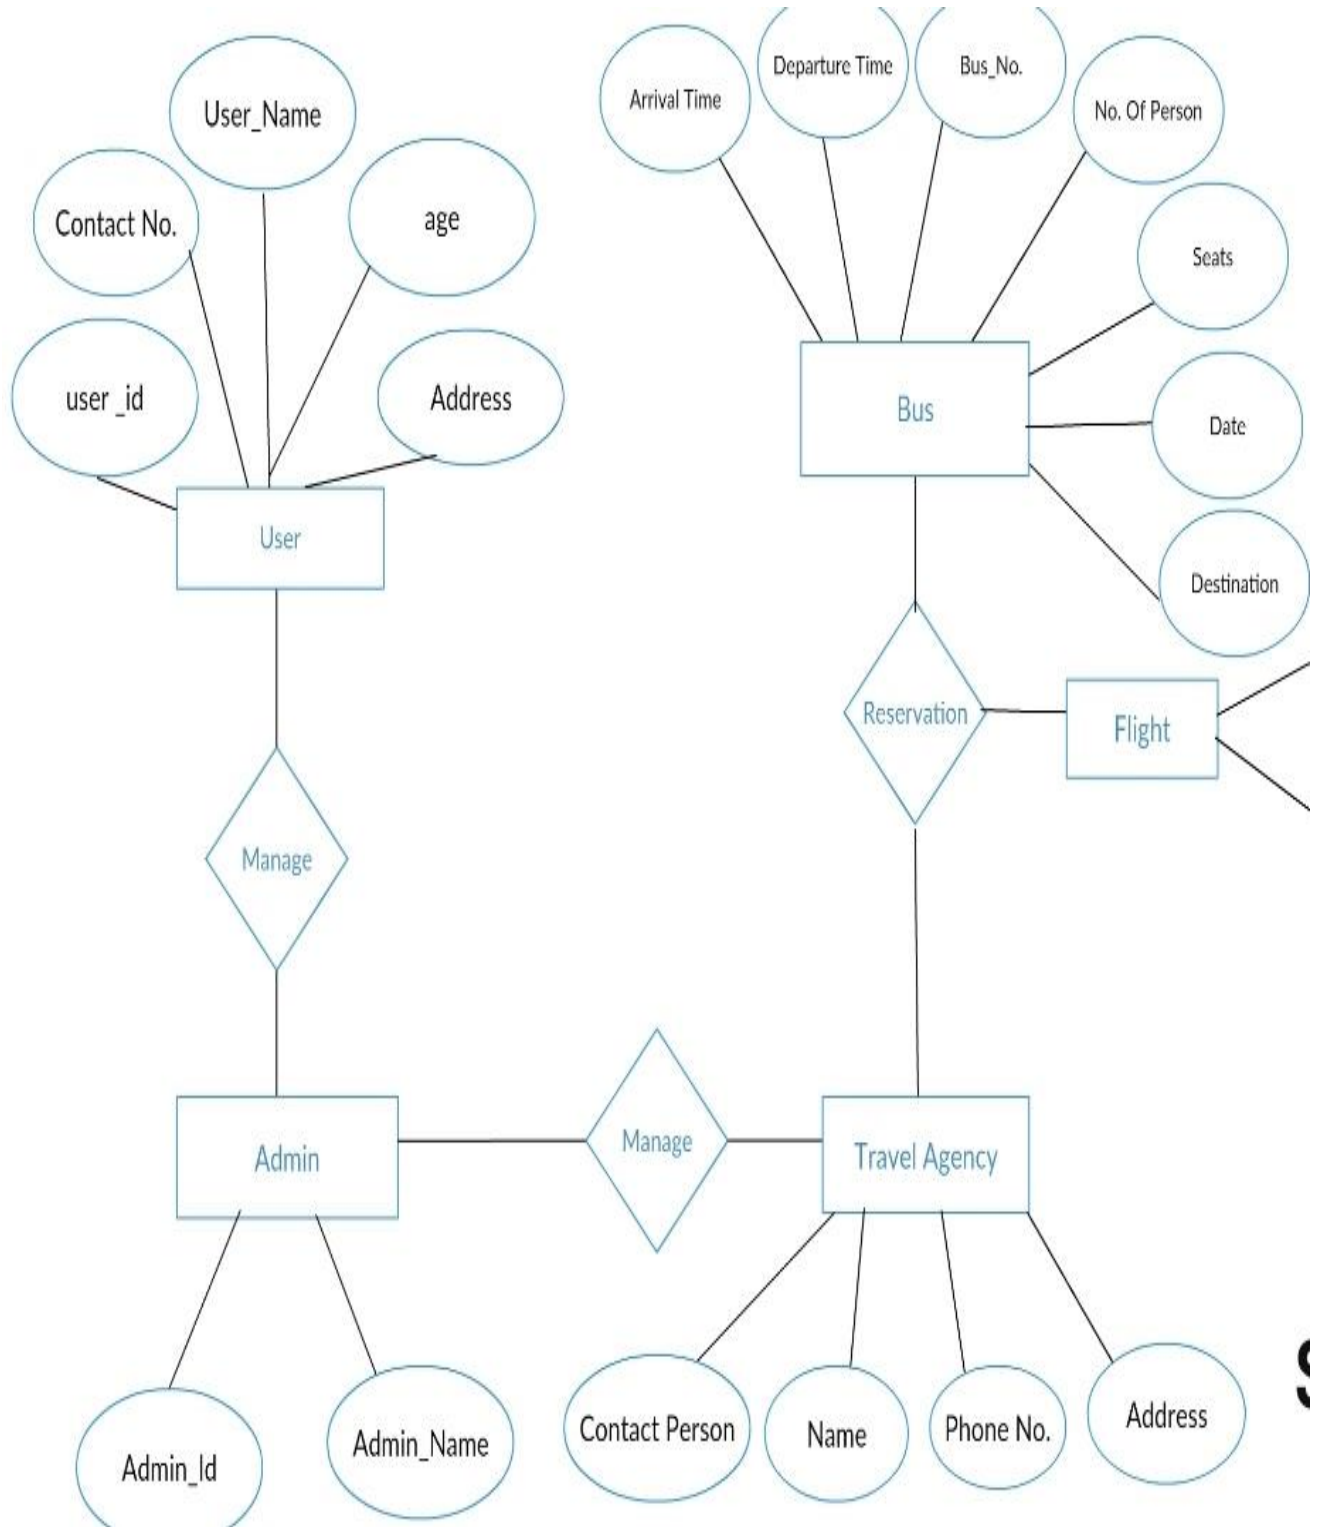 User_Name
Contact No.
age
user _id
Address
User
Arrival Time
Departure Time
Bus_No.
No. Of Person
Seats
Date
Destination
Bus
Reservation
Flight
Manage
Admin
Manage
Travel Agency
Admin_Id
Admin_Name
Contact Person
Name
Phone No.
Address